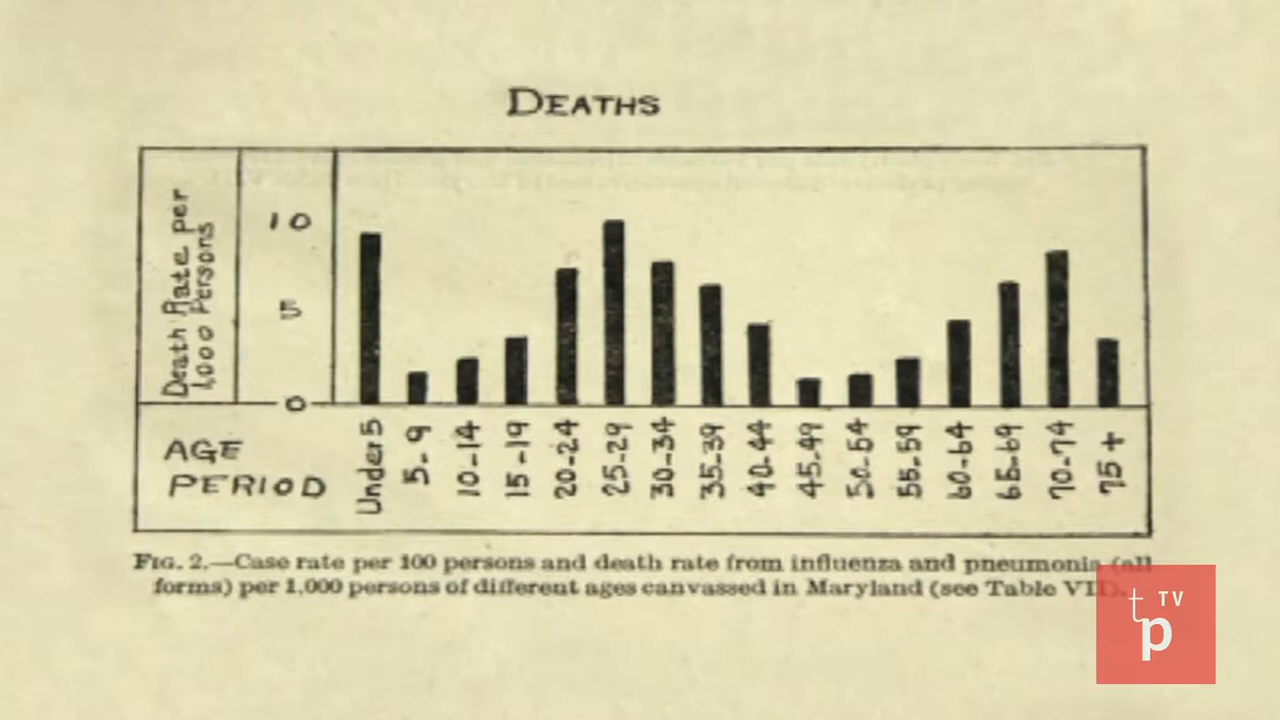 DEATHS
Death Rate per
1,000 Persons
10
5
0
AGE
PERIOD
Under 5
5-9
10-14
15-19
20-24
25-29
30-34
35-39
40-44
45-49
50-54
55-59
60-64
65-69
70-74
75+
FIG. 2.—Case rate per 100 persons and death rate from influenza and pneumonia (all
forms) per 1,000 persons of different ages canvassed in Maryland (see Table VII).
tp TV